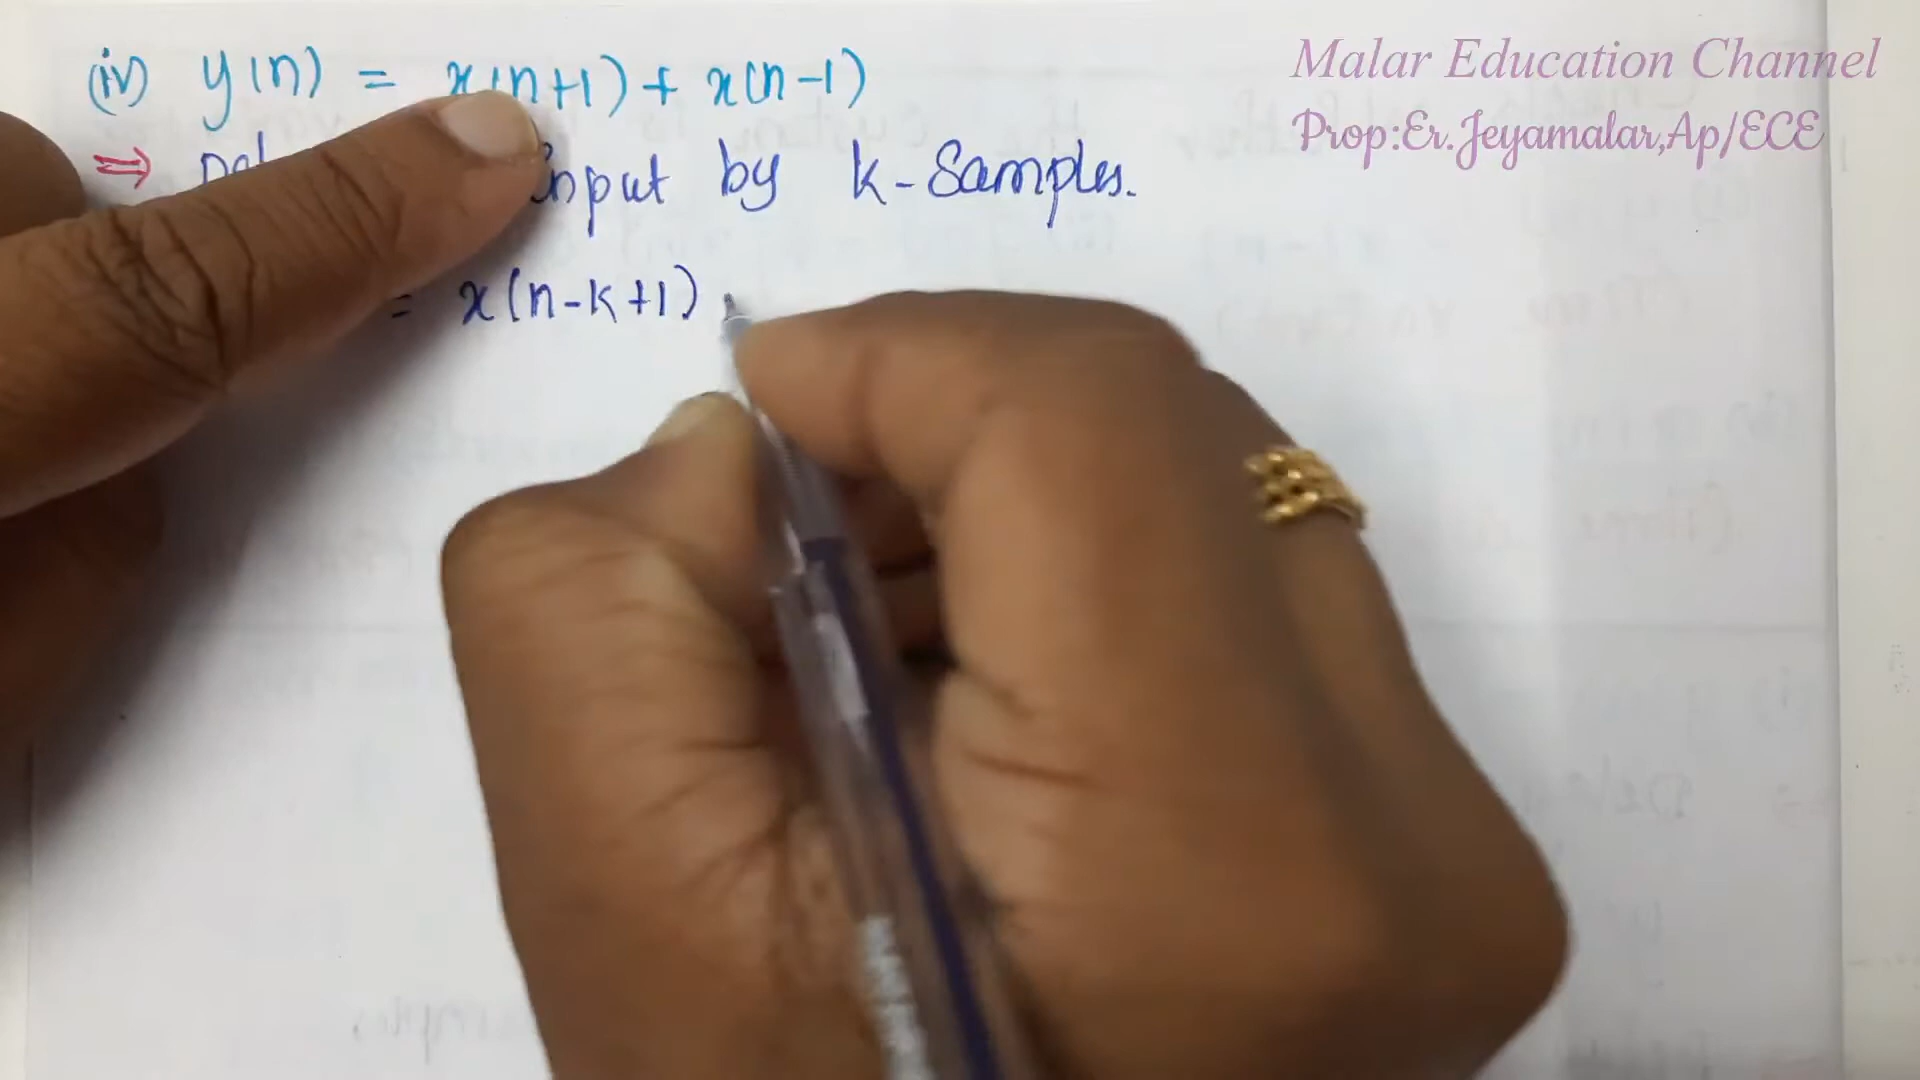 (iv) y(n) = x(n+1) + x(n-1)
⇒ input by k-Samples.
= x(n-k+1)
Malar Education Channel
Prop:Er.Jeyamalar,Ap/ECE